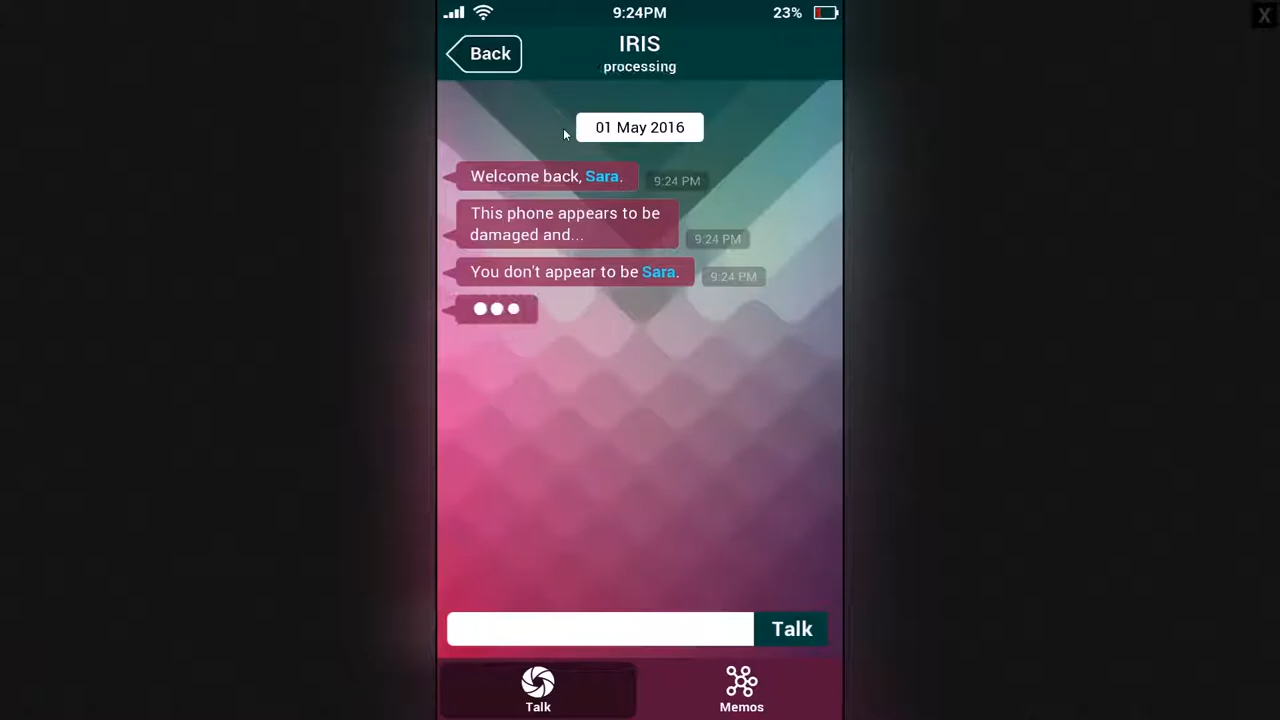 9:24PM
23%
X
Back
IRIS
processing
01 May 2016
Welcome back, Sara.
9:24 PM
This phone appears to be
damaged and...
9:24 PM
You don't appear to be Sara.
9:24 PM
Talk
Talk
Memos